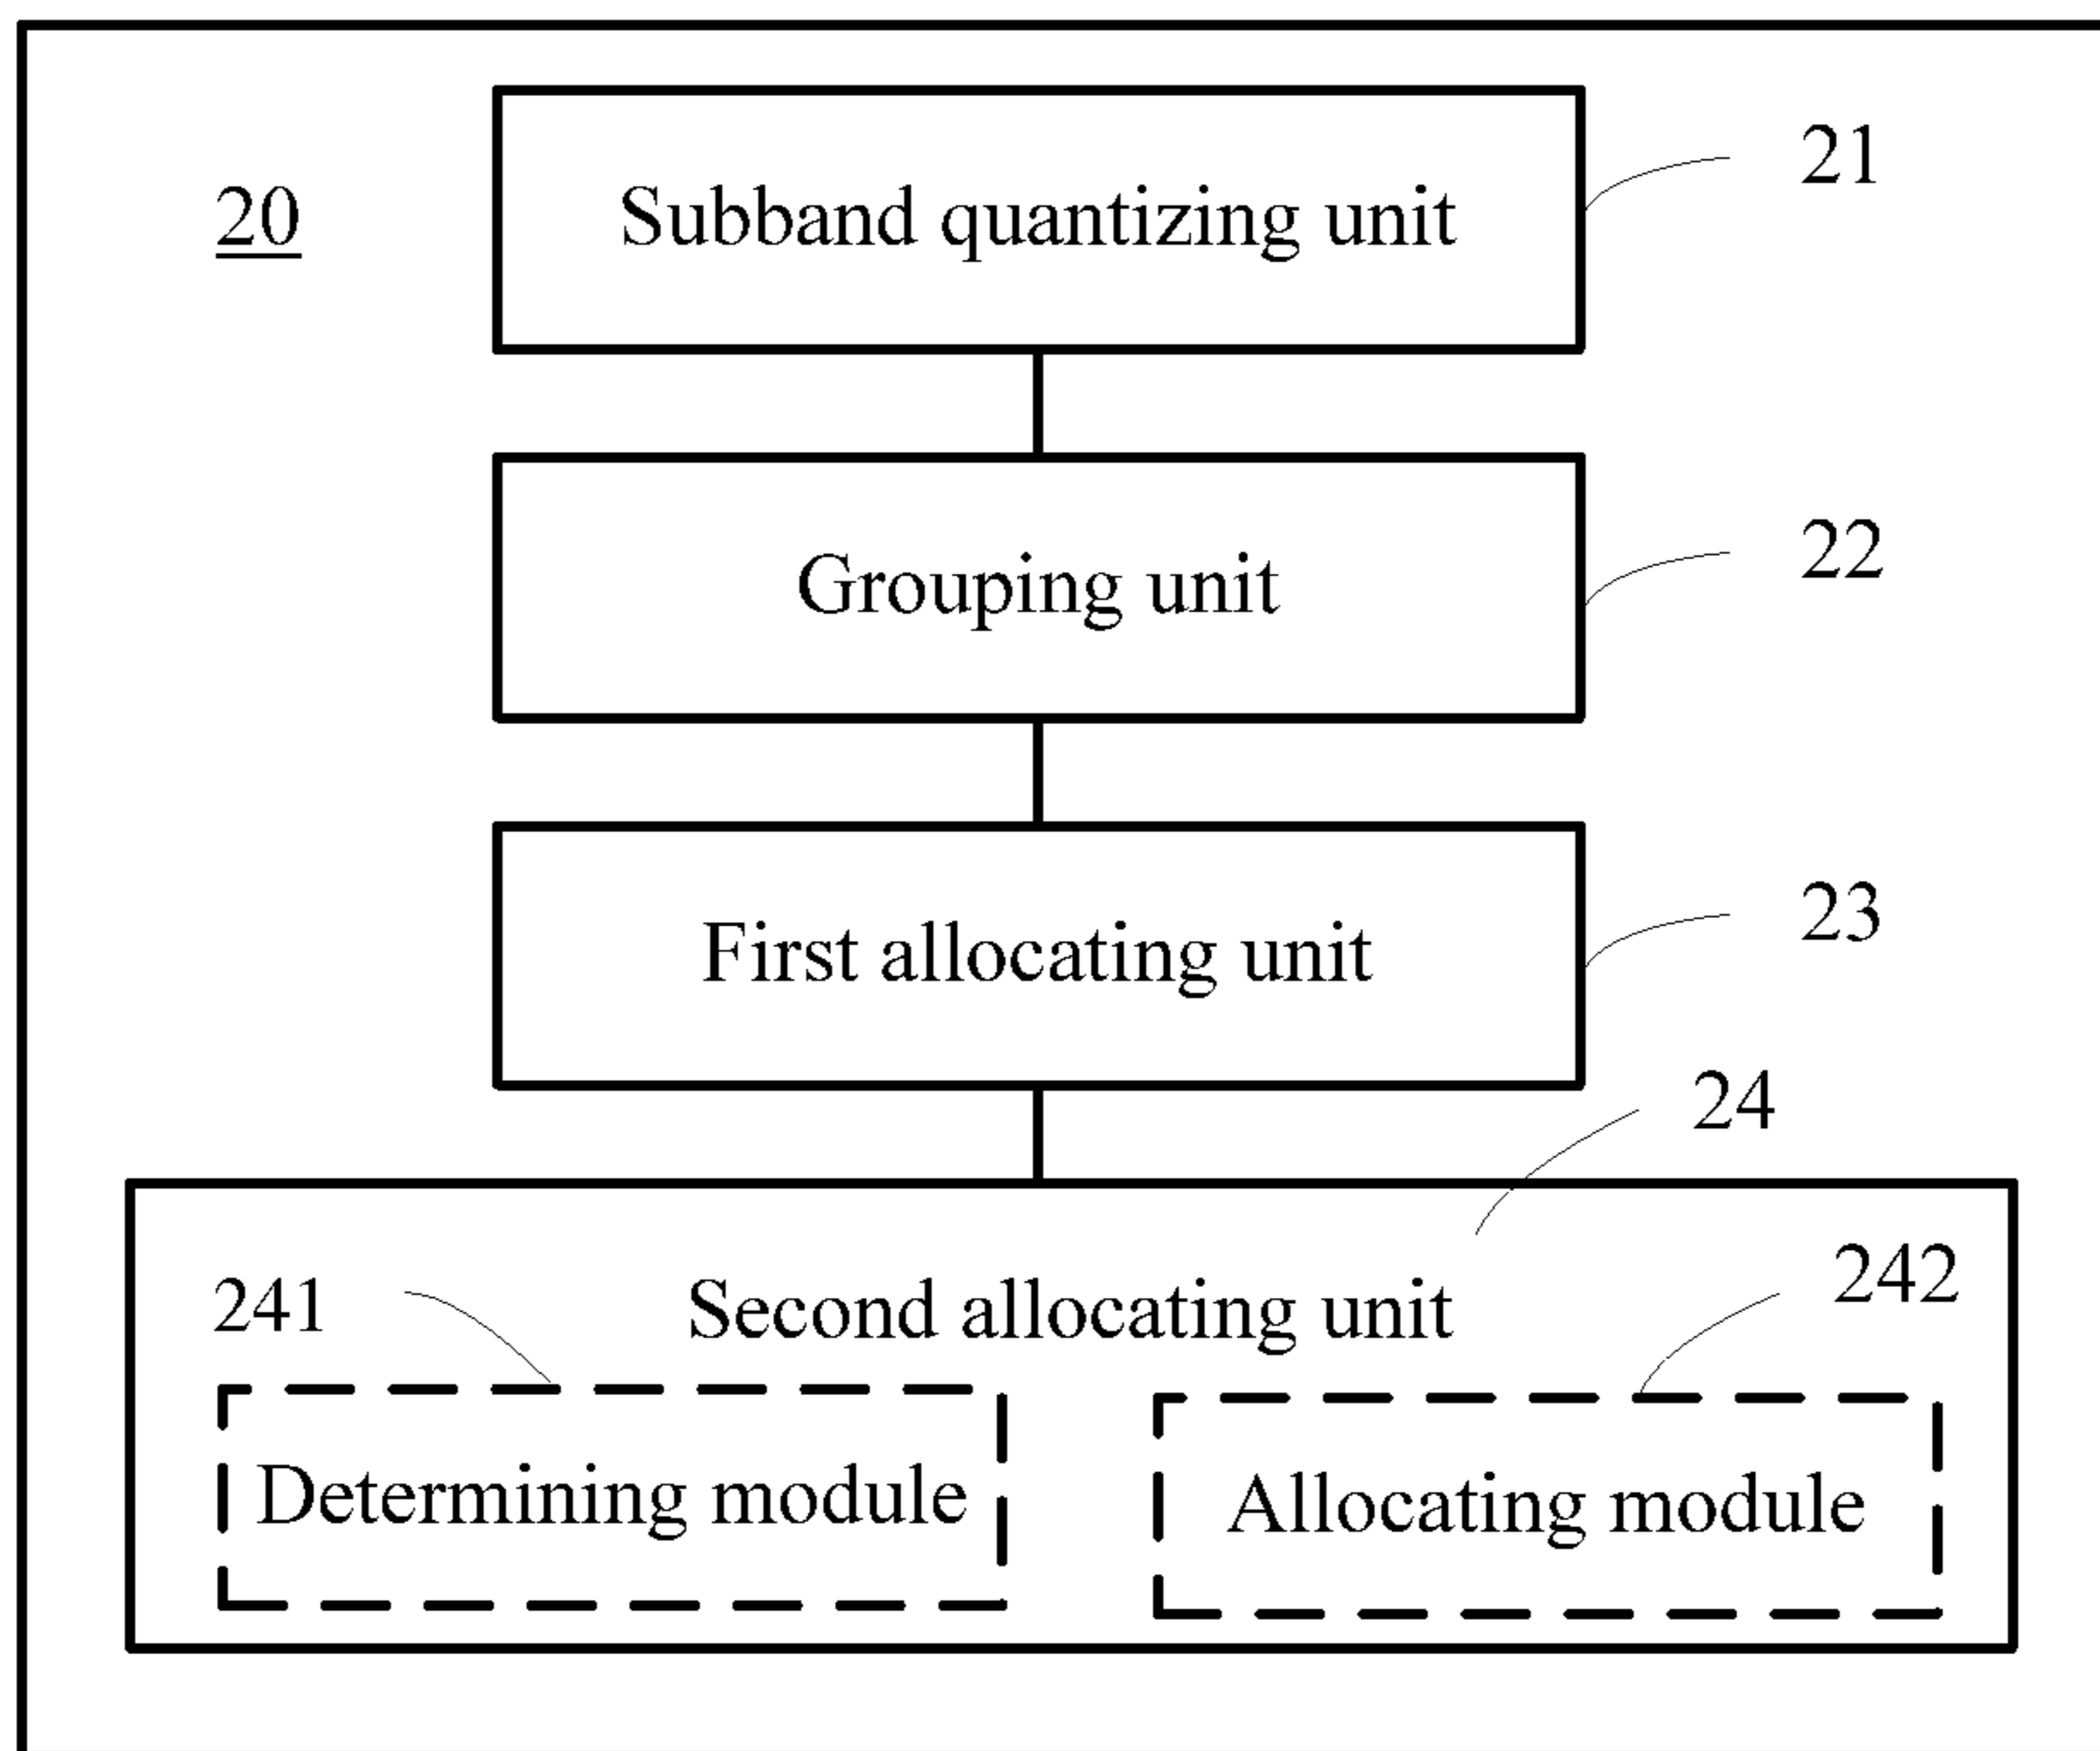 21
20
Subband quantizing unit
22
Grouping unit
23
First allocating unit
24
242
241
Second allocating unit
Determining module
Allocating module